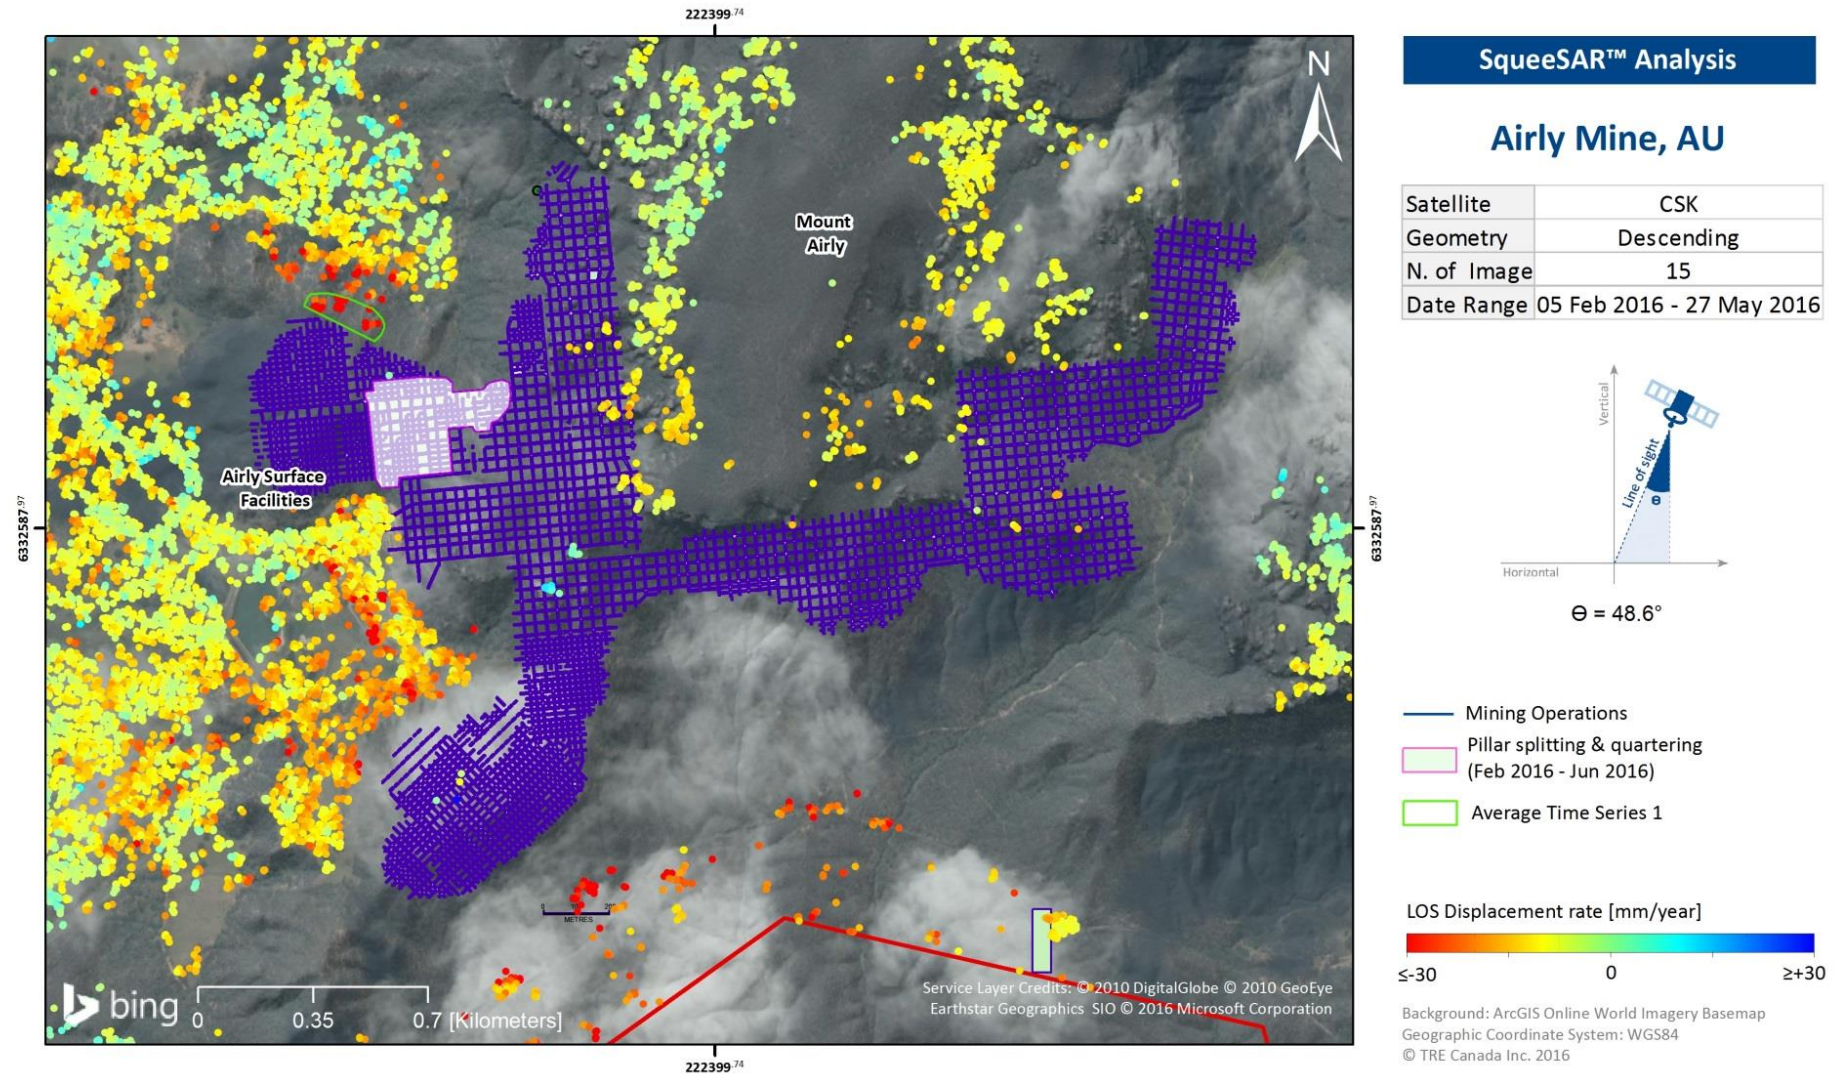 222399.74
N
Mount
Airly
Airly Surface
Facilities
6332587.97
6332587.97
METRES
bing
0 0.35 0.7 [Kilometers]
Service Layer Credits: © 2010 DigitalGlobe © 2010 GeoEye
Earthstar Geographics SIO © 2016 Microsoft Corporation
222399.74
SqueeSAR™ Analysis
Airly Mine, AU
Satellite CSK
Geometry Descending
N. of Image 15
Date Range 05 Feb 2016 - 27 May 2016
Vertical
Line of sight
Θ
Horizontal
Θ = 48.6°
Mining Operations
Pillar splitting & quartering
(Feb 2016 - Jun 2016)
Average Time Series 1
LOS Displacement rate [mm/year]
≤-30 0 ≥+30
Background: ArcGIS Online World Imagery Basemap
Geographic Coordinate System: WGS84
© TRE Canada Inc. 2016